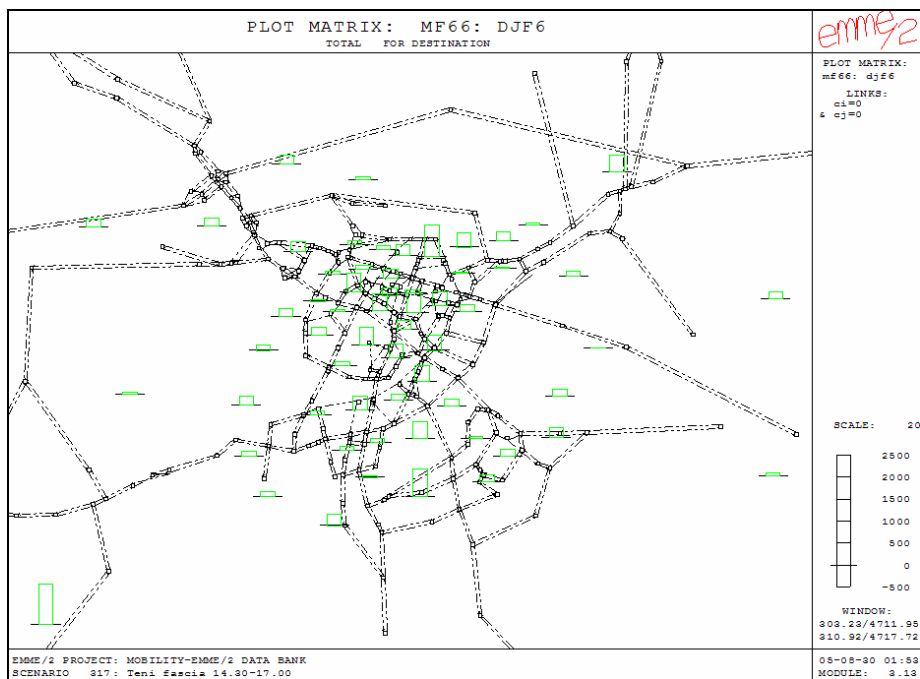 PLOT MATRIX: MF66: DJF6
TOTAL FOR DESTINATION
emme/2
PLOT MATRIX:
mf66: djf6
LINKS:
ci=0
& cj=0
SCALE: 20
2500
2000
1500
1000
500
0
-500
WINDOW:
303.23/4711.95
310.92/4717.72
EMME/2 PROJECT: MOBILITY-EMME/2 DATA BANK
SCENARIO 317: Teni fascia 14.30-17.00
05-08-30 01:53
MODULE: 3.13